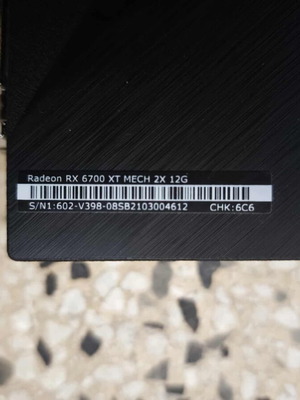 Radeon RX 6700 XT MECH 2X 12G
S/N1:602-V398-08SB2103004612 CHK:6C6